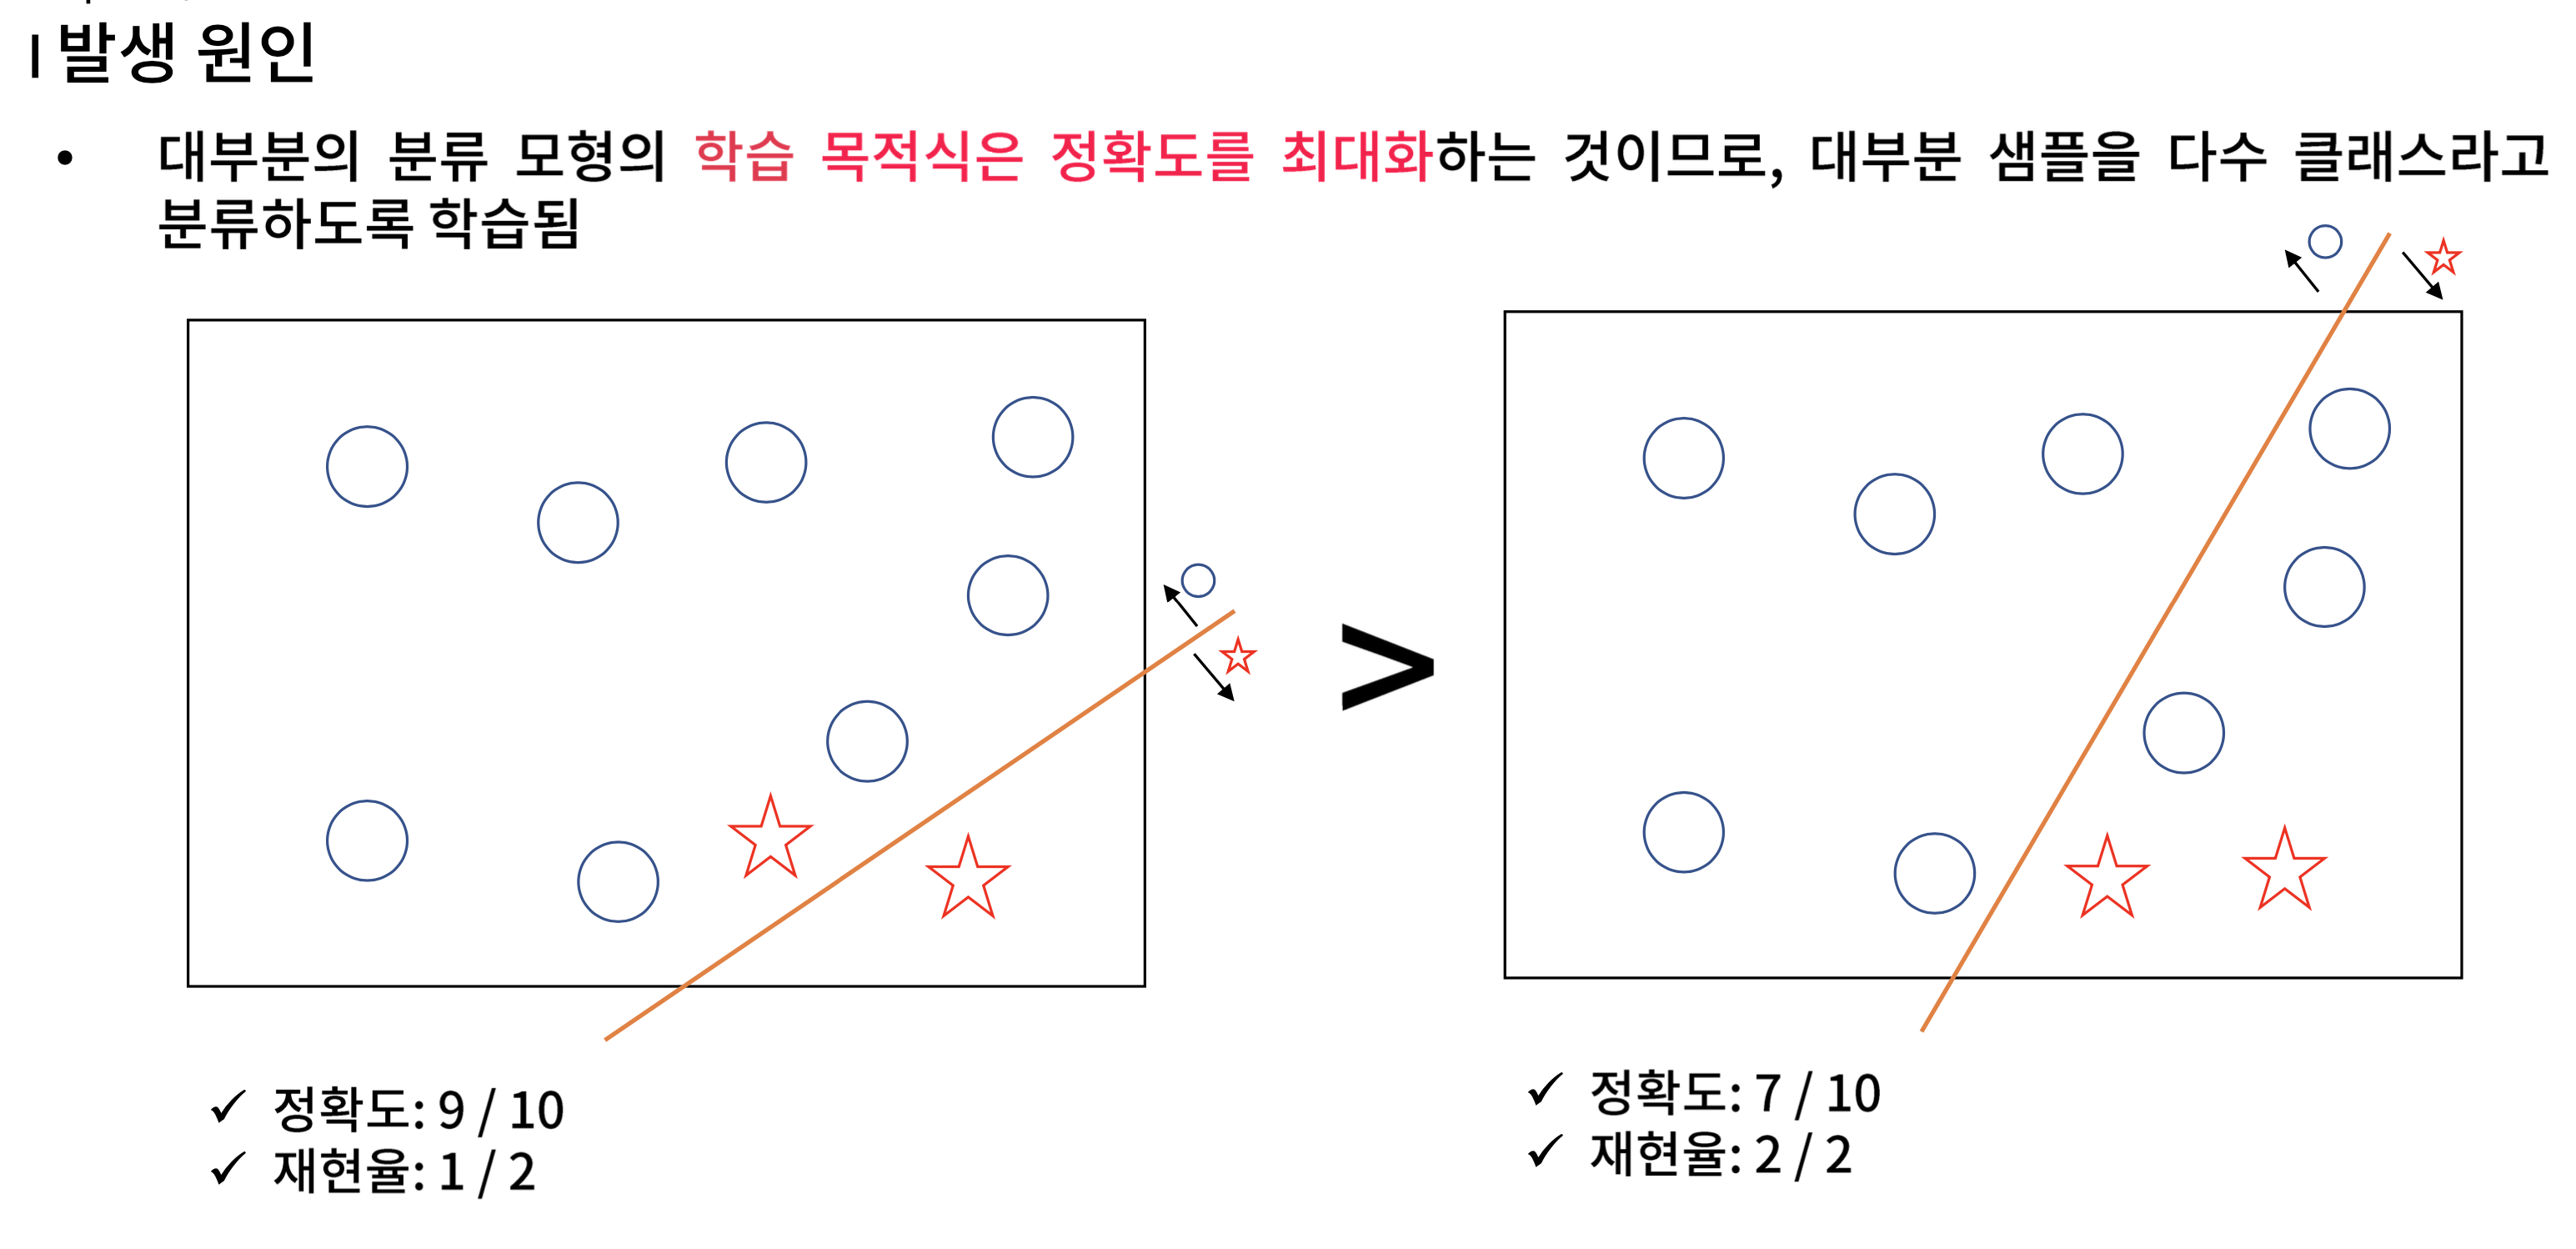 발생 원인
• 대부분의 분류 모형의 학습 목적식은 정확도를 최대화하는 것이므로, 대부분 샘플을 다수 클래스라고
분류하도록 학습됨
>
✓ 정확도: 9 / 10
✓ 재현율: 1 / 2
✓ 정확도: 7 / 10
✓ 재현율: 2 / 2